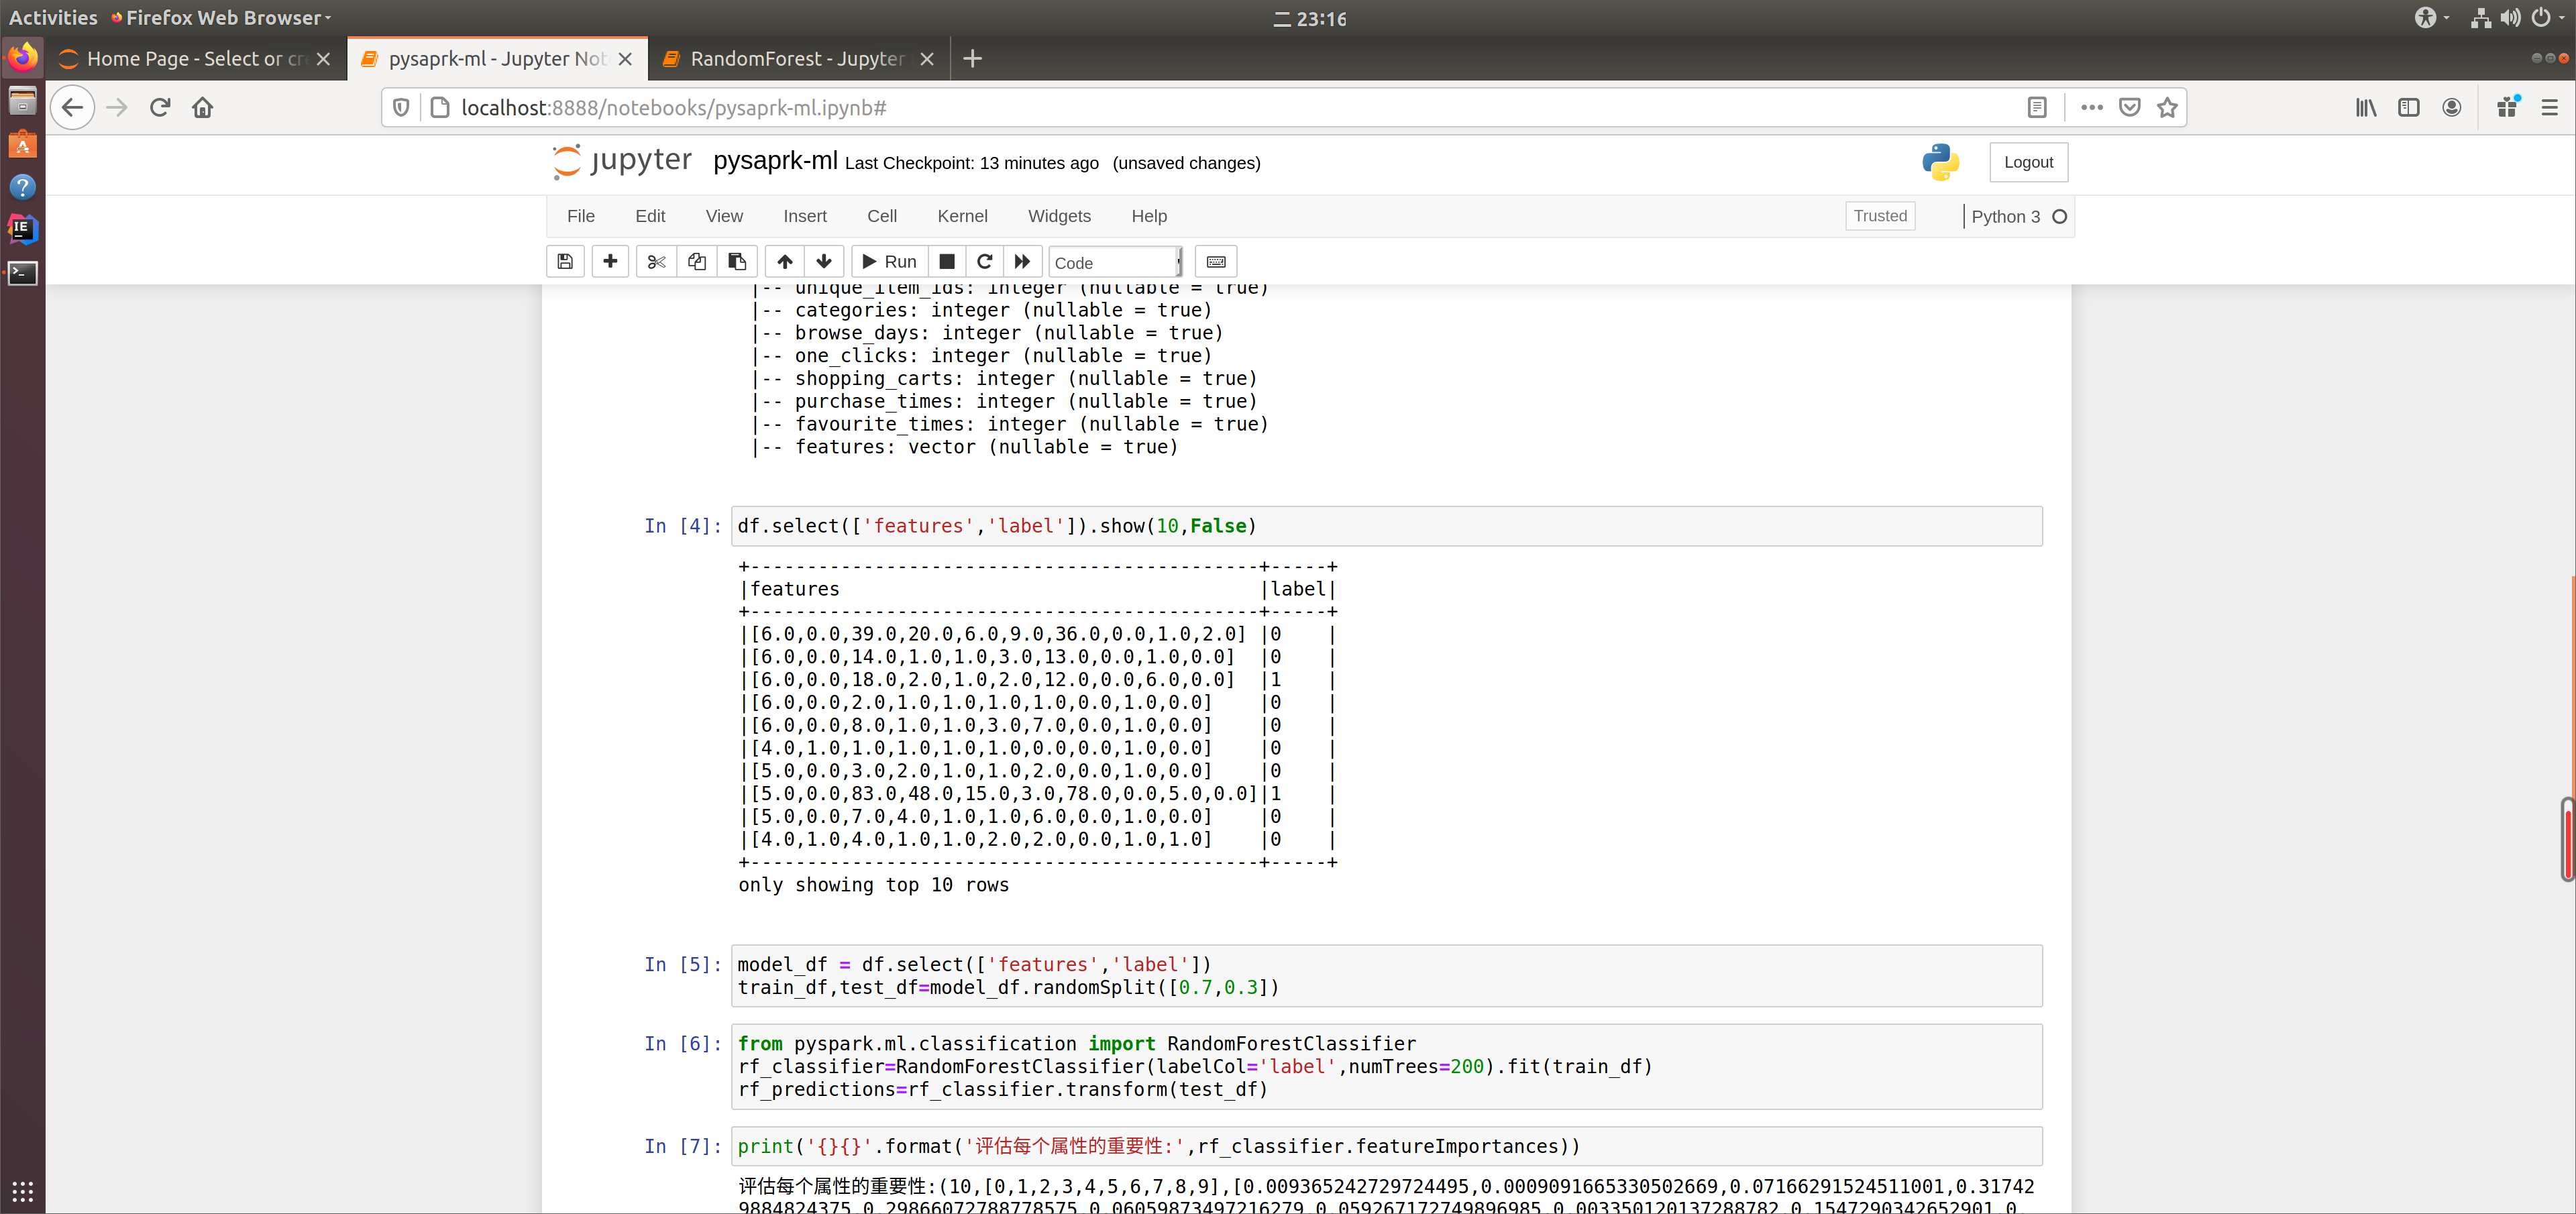 Activities Firefox Web Browser 二 23:16
Home Page - Select or cr pysaprk-ml - Jupyter Not RandomForest - Jupyter
localhost:8888/notebooks/pysaprk-ml.ipynb#
jupyter pysaprk-ml Last Checkpoint: 13 minutes ago (unsaved changes) Logout
File Edit View Insert Cell Kernel Widgets Help Trusted Python 3
Run Code
|-- unique_item_ids: integer (nullable = true)
|-- categories: integer (nullable = true)
|-- browse_days: integer (nullable = true)
|-- one_clicks: integer (nullable = true)
|-- shopping_carts: integer (nullable = true)
|-- purchase_times: integer (nullable = true)
|-- favourite_times: integer (nullable = true)
|-- features: vector (nullable = true)
In [4]: df.select(['features','label']).show(10,False)
+---------------------------------------------+-----+
|features                                     |label|
+---------------------------------------------+-----+
|[6.0,0.0,39.0,20.0,6.0,9.0,36.0,0.0,1.0,2.0] |0    |
|[6.0,0.0,14.0,1.0,1.0,3.0,13.0,0.0,1.0,0.0]  |0    |
|[6.0,0.0,18.0,2.0,1.0,2.0,12.0,0.0,6.0,0.0]  |1    |
|[6.0,0.0,2.0,1.0,1.0,1.0,1.0,0.0,1.0,0.0]    |0    |
|[6.0,0.0,8.0,1.0,1.0,3.0,7.0,0.0,1.0,0.0]    |0    |
|[4.0,1.0,1.0,1.0,1.0,1.0,0.0,0.0,1.0,0.0]    |0    |
|[5.0,0.0,3.0,2.0,1.0,1.0,2.0,0.0,1.0,0.0]    |0    |
|[5.0,0.0,83.0,48.0,15.0,3.0,78.0,0.0,5.0,0.0]|1    |
|[5.0,0.0,7.0,4.0,1.0,1.0,6.0,0.0,1.0,0.0]    |0    |
|[4.0,1.0,4.0,1.0,1.0,2.0,2.0,0.0,1.0,1.0]    |0    |
+---------------------------------------------+-----+
only showing top 10 rows
In [5]: model_df = df.select(['features','label'])
train_df,test_df=model_df.randomSplit([0.7,0.3])
In [6]: from pyspark.ml.classification import RandomForestClassifier
rf_classifier=RandomForestClassifier(labelCol='label',numTrees=200).fit(train_df)
rf_predictions=rf_classifier.transform(test_df)
In [7]: print('{}{}'.format('评估每个属性的重要性:',rf_classifier.featureImportances))
评估每个属性的重要性:(10,[0,1,2,3,4,5,6,7,8,9],[0.009365242729724495,0.0009091665330502669,0.07166291524511001,0.31742
9884824375,0.29866072788778575,0.06059873497216279,0.059267172749896985,0.003350120137288782,0.1547290342652901,0.